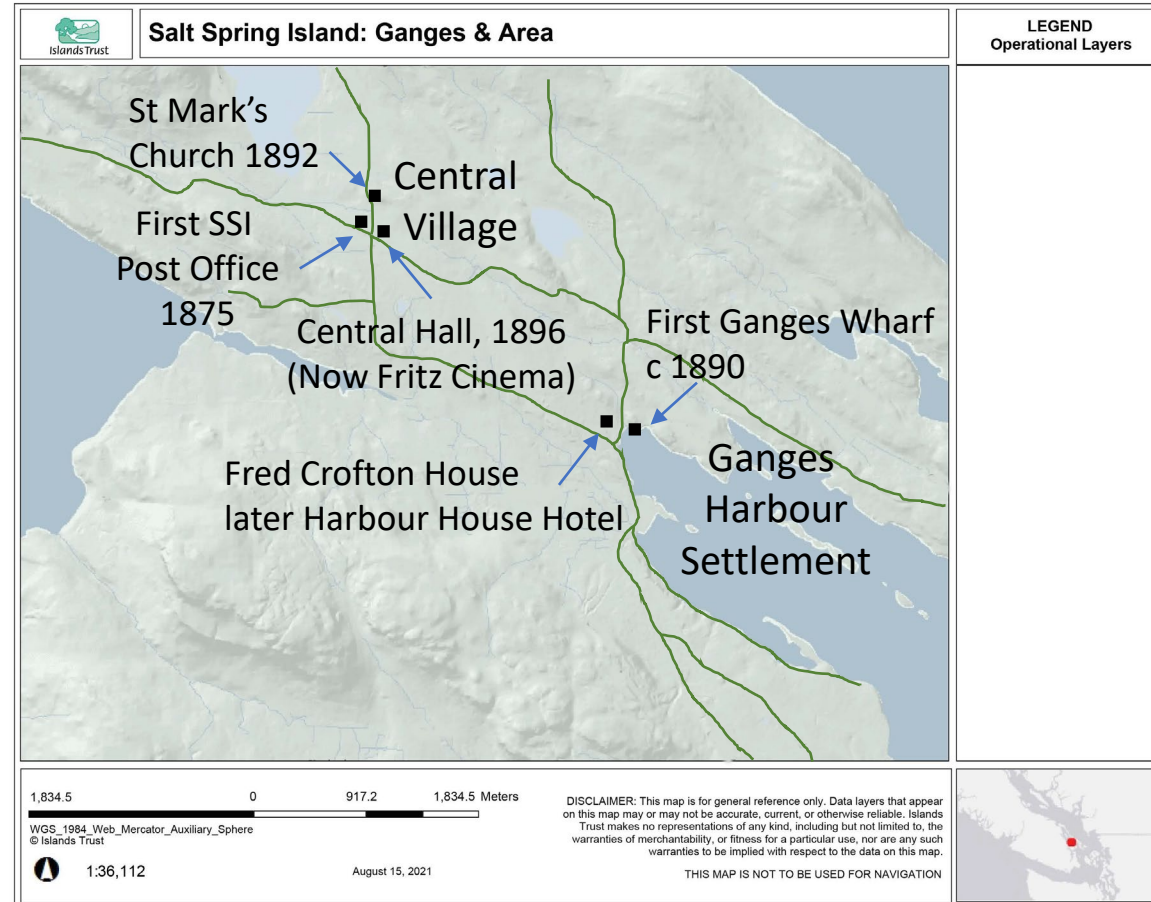 Islands Trust
Salt Spring Island: Ganges & Area
LEGEND
Operational Layers
St Mark's
Church 1892
Central
Village
First SSI
Post Office
1875
Central Hall, 1896
(Now Fritz Cinema)
First Ganges Wharf
c 1890
Fred Crofton House
later Harbour House Hotel
Ganges
Harbour
Settlement
1,834.5 0 917.2 1,834.5 Meters
WGS_1984_Web_Mercator_Auxiliary_Sphere
© Islands Trust
1:36,112
August 15, 2021
DISCLAIMER: This map is for general reference only. Data layers that appear
on this map may or may not be accurate, current, or otherwise reliable. Islands
Trust makes no representations of any kind, including but not limited to, the
warranties of merchantability, or fitness for a particular use, nor are any such
warranties to be implied with respect to the data on this map.
THIS MAP IS NOT TO BE USED FOR NAVIGATION